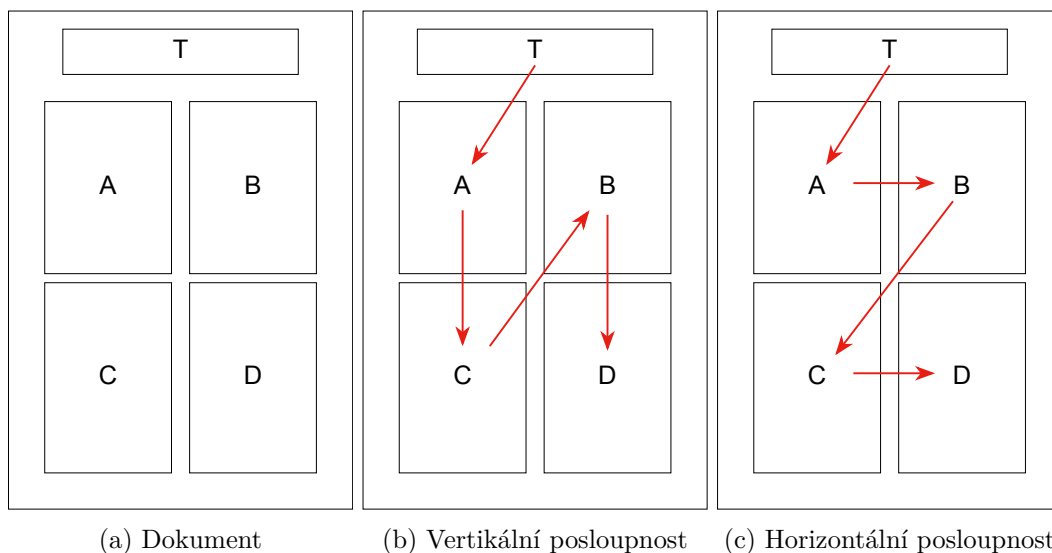 T
A B
C D
(a) Dokument
T
A B
C D
(b) Vertikální posloupnost
T
A B
C D
(c) Horizontální posloupnost